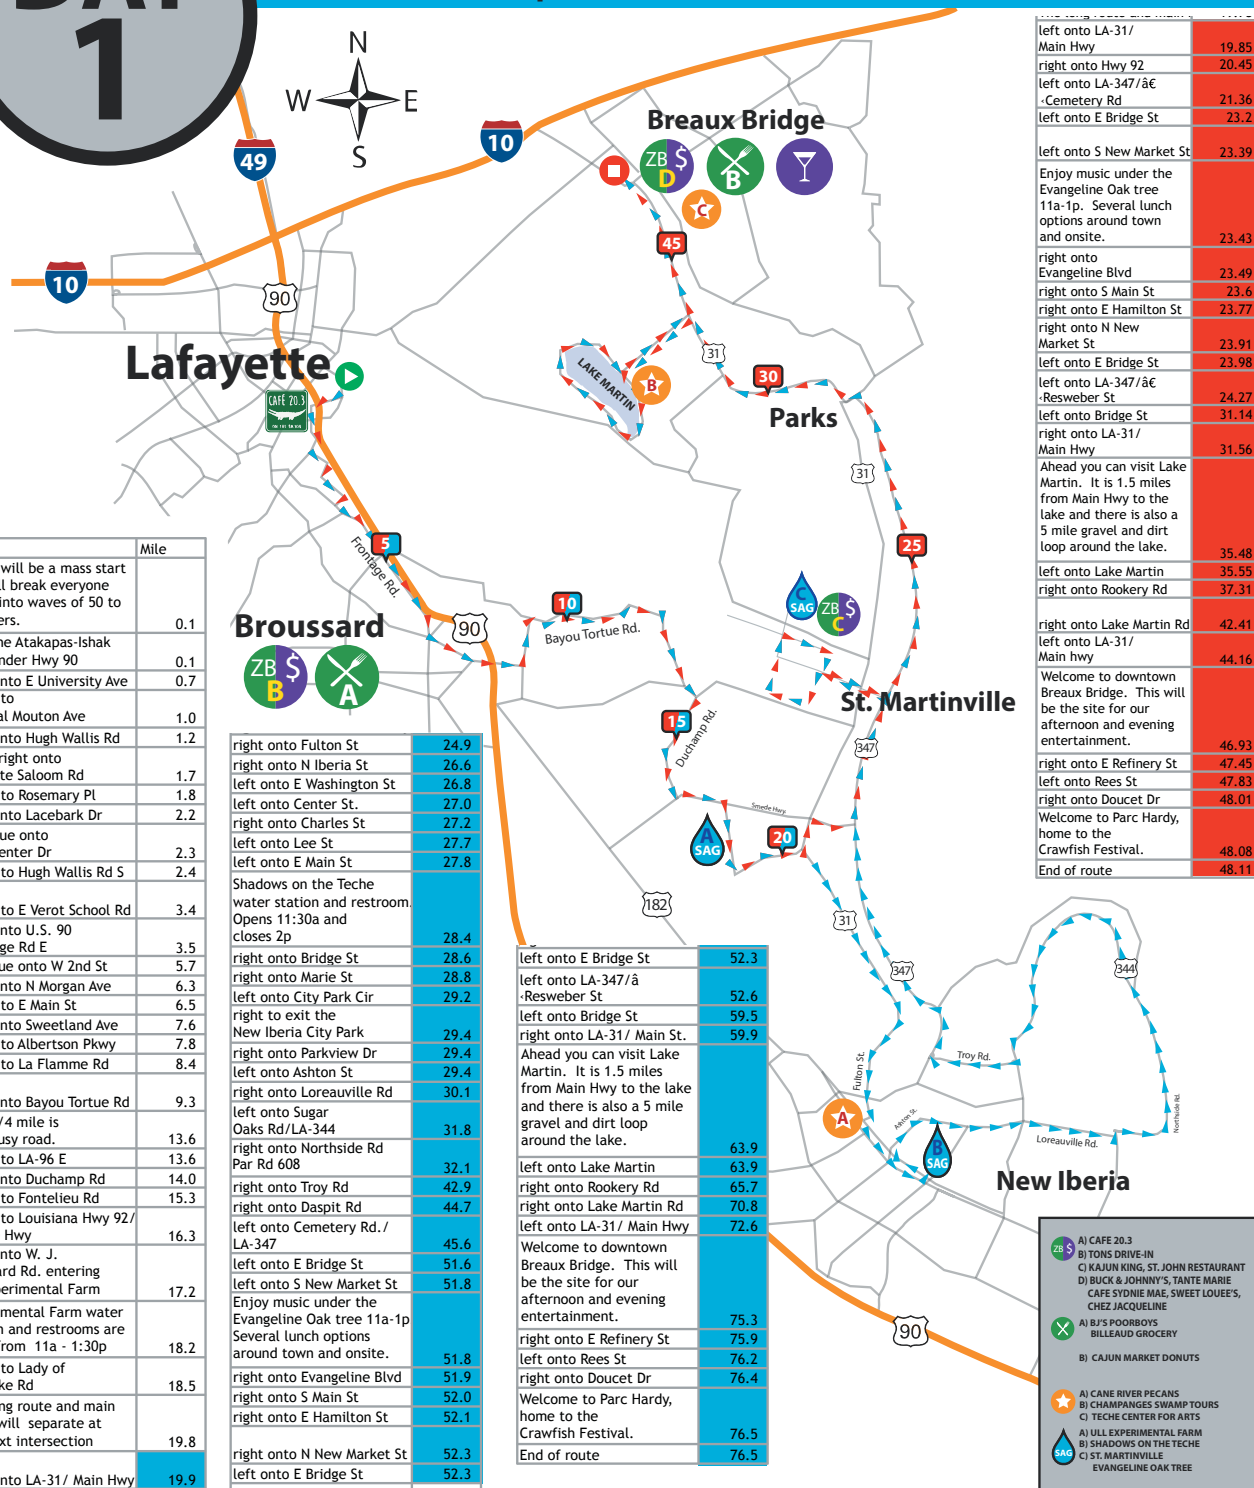 DAY
1
N
W
E
S
49
10
10
90
Lafayette
CAFÉ 20.3
Breaux Bridge
ZB $
D
B
C
45
31
LAKE MARTIN
B
30
Parks
31
25
5
Frontage Rd.
Broussard
ZB $
B
A
90
10
Bayou Tortue Rd.
C
SAG
ZB $
C
St. Martinville
15
Duchamp Rd.
347
Smede Hwy
A
SAG
20
182
31
347
344
Troy Rd.
Fulton St.
A
Ashton St.
B
SAG
Loreauville Rd.
Northside Rd.
New Iberia
90
Mile
will be a mass start
ll break everyone
into waves of 50 to
ers.
0.1
ne Atakapas-Ishak
nder Hwy 90
0.1
nto E University Ave 0.7
to
al Mouton Ave
1.0
nto Hugh Wallis Rd 1.2
right onto
te Saloom Rd
1.7
to Rosemary Pl 1.8
nto Lacebark Dr 2.2
ue onto
enter Dr
2.3
to Hugh Wallis Rd S 2.4
to E Verot School Rd 3.4
nto U.S. 90
ge Rd E
3.5
ue onto W 2nd St 5.7
nto N Morgan Ave 6.3
to E Main St 6.5
nto Sweetland Ave 7.6
to Albertson Pkwy 7.8
to La Flamme Rd 8.4
nto Bayou Tortue Rd 9.3
/4 mile is
usy road.
13.6
to LA-96 E 13.6
nto Duchamp Rd 14.0
to Fontelieu Rd 15.3
to Louisiana Hwy 92/
Hwy
16.3
nto W. J.
ard Rd. entering
perimental Farm
17.2
mental Farm water
n and restrooms are
from 11a - 1:30p
18.2
to Lady of
ke Rd
18.5
ng route and main
will separate at
xt intersection
19.8
nto LA-31/ Main Hwy 19.9
right onto Fulton St 24.9
right onto N Iberia St 26.6
left onto E Washington St 26.8
left onto Center St. 27.0
right onto Charles St 27.2
left onto Lee St 27.7
left onto E Main St 27.8
Shadows on the Teche
water station and restroom.
Opens 11:30a and
closes 2p
28.4
right onto Bridge St 28.6
right onto Marie St 28.8
left onto City Park Cir 29.2
right to exit the
New Iberia City Park
29.4
right onto Parkview Dr 29.4
left onto Ashton St 29.4
right onto Loreauville Rd 30.1
left onto Sugar
Oaks Rd/LA-344
31.8
right onto Northside Rd
Par Rd 608
32.1
right onto Troy Rd 42.9
right onto Daspit Rd 44.7
left onto Cemetery Rd./
LA-347
45.6
left onto E Bridge St 51.6
left onto S New Market St 51.8
Enjoy music under the
Evangeline Oak tree 11a-1p
Several lunch options
around town and onsite.
51.8
right onto Evangeline Blvd 51.9
right onto S Main St 52.0
right onto E Hamilton St 52.1
right onto N New Market St 52.3
left onto E Bridge St 52.3
left onto E Bridge St 52.3
left onto LA-347/â
‹Resweber St
52.6
left onto Bridge St 59.5
right onto LA-31/ Main St. 59.9
Ahead you can visit Lake
Martin. It is 1.5 miles
from Main Hwy to the lake
and there is also a 5 mile
gravel and dirt loop
around the lake.
63.9
left onto Lake Martin 63.9
right onto Rookery Rd 65.7
right onto Lake Martin Rd 70.8
left onto LA-31/ Main Hwy 72.6
Welcome to downtown
Breaux Bridge. This will
be the site for our
afternoon and evening
entertainment.
75.3
right onto E Refinery St 75.9
left onto Rees St 76.2
right onto Doucet Dr 76.4
Welcome to Parc Hardy,
home to the
Crawfish Festival.
76.5
End of route 76.5
left onto LA-31/
Main Hwy
19.85
right onto Hwy 92 20.45
left onto LA-347/â€
‹Cemetery Rd
21.36
left onto E Bridge St 23.2
left onto S New Market St 23.39
Enjoy music under the
Evangeline Oak tree
11a-1p. Several lunch
options around town
and onsite.
23.43
right onto
Evangeline Blvd
23.49
right onto S Main St 23.6
right onto E Hamilton St 23.77
right onto N New
Market St
23.91
left onto E Bridge St 23.98
left onto LA-347/â€
‹Resweber St
24.27
left onto Bridge St 31.14
right onto LA-31/
Main Hwy
31.56
Ahead you can visit Lake
Martin. It is 1.5 miles
from Main Hwy to the
lake and there is also a
5 mile gravel and dirt
loop around the lake.
35.48
left onto Lake Martin 35.55
right onto Rookery Rd 37.31
right onto Lake Martin Rd 42.41
left onto LA-31/
Main hwy
44.16
Welcome to downtown
Breaux Bridge. This will
be the site for our
afternoon and evening
entertainment.
46.93
right onto E Refinery St 47.45
left onto Rees St 47.83
right onto Doucet Dr 48.01
Welcome to Parc Hardy,
home to the
Crawfish Festival.
48.08
End of route 48.11
ZB $
A) CAFE 20.3
B) TONS DRIVE-IN
C) KAJUN KING, ST. JOHN RESTAURANT
D) BUCK & JOHNNY'S, TANTE MARIE
CAFE SYDNIE MAE, SWEET LOUEE'S,
CHEZ JACQUELINE
A) BJ'S POORBOYS
BILLEAUD GROCERY
B) CAJUN MARKET DONUTS
A) CANE RIVER PECANS
B) CHAMPANGES SWAMP TOURS
C) TECHE CENTER FOR ARTS
SAG
A) ULL EXPERIMENTAL FARM
B) SHADOWS ON THE TECHE
C) ST. MARTINVILLE
EVANGELINE OAK TREE